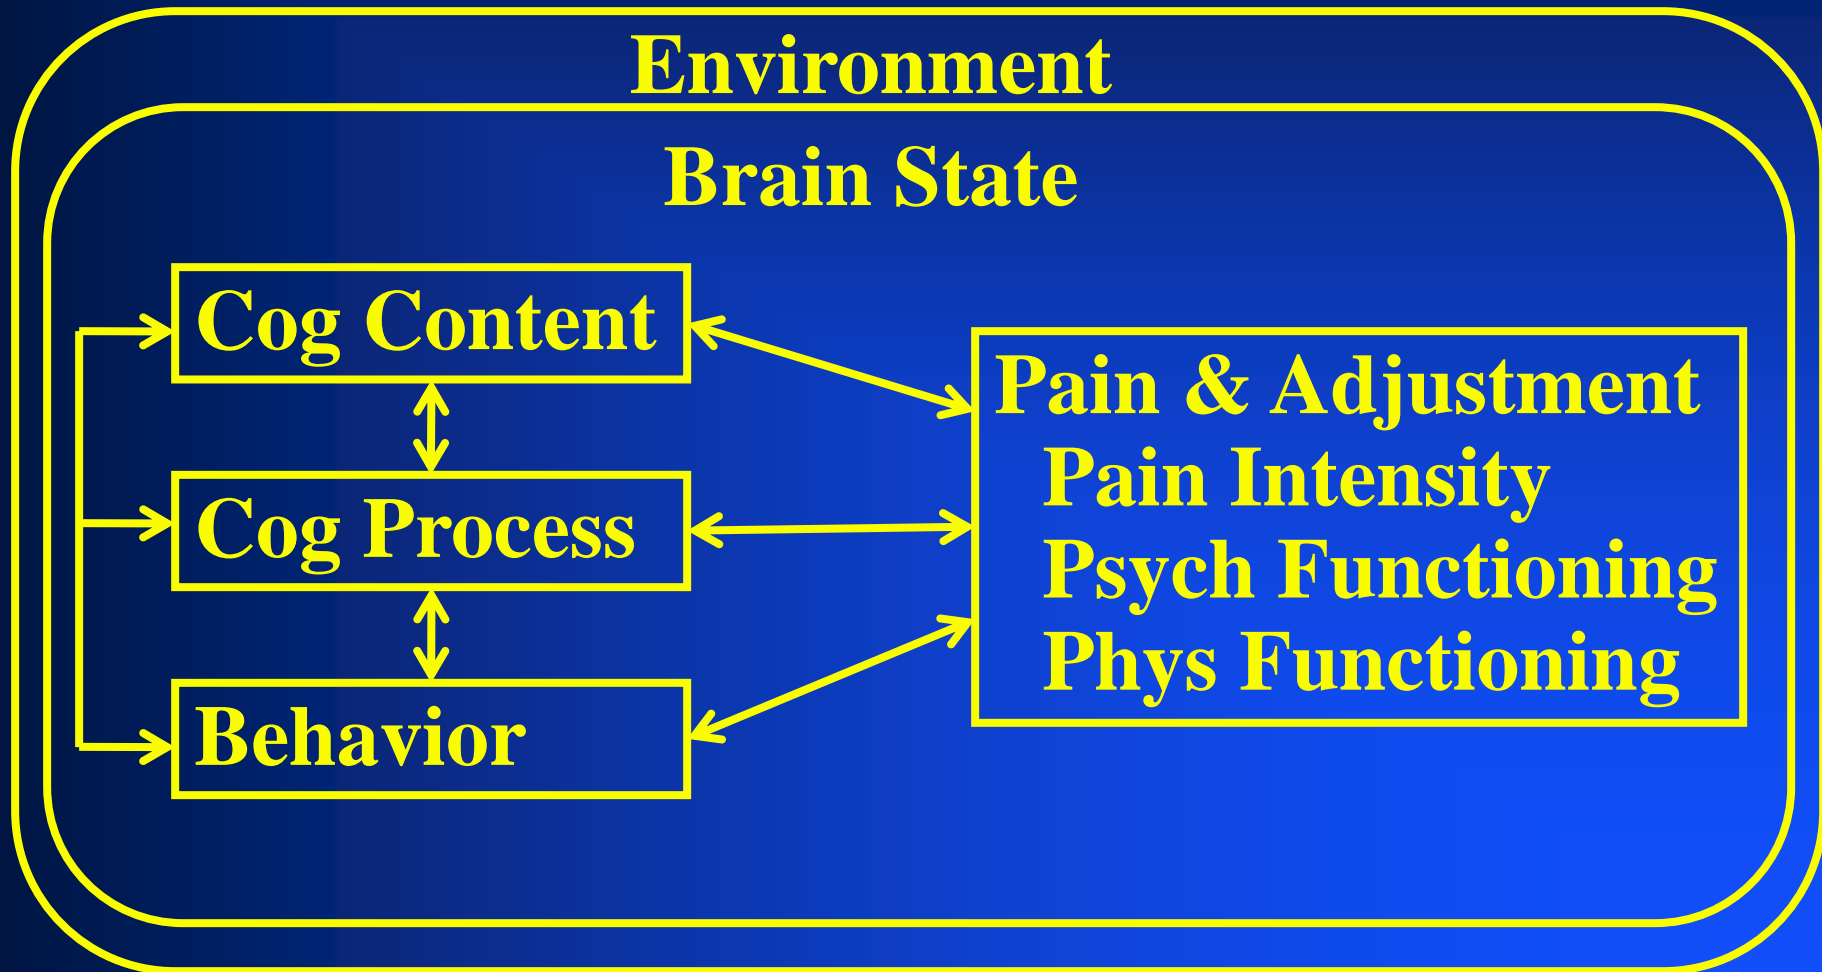 Environment
Brain State
Cog Content
Cog Process
Behavior
Pain & Adjustment
Pain Intensity
Psych Functioning
Phys Functioning